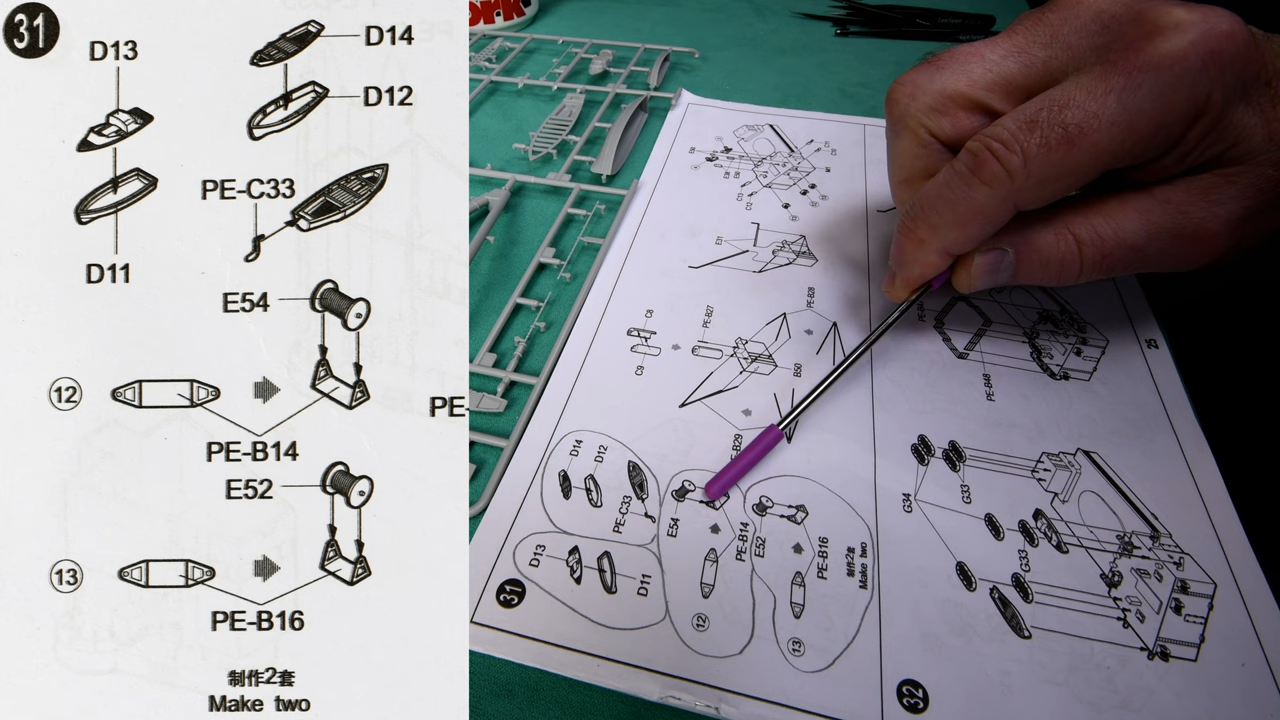 31
D13
D14
D12
PE-C33
D11
E54
12
PE-B14
PE-
E52
13
PE-B16
制作2套
Make two
ork
E31
C8
C9
PE-B27
PE-B28
B50
PE-B29
PE-B48
25
D14
D12
PE-C33
D13
D11
31
E54
PE-B14
12
E52
PE-B16
13
制作2套
Make two
G34
G33
G33
32